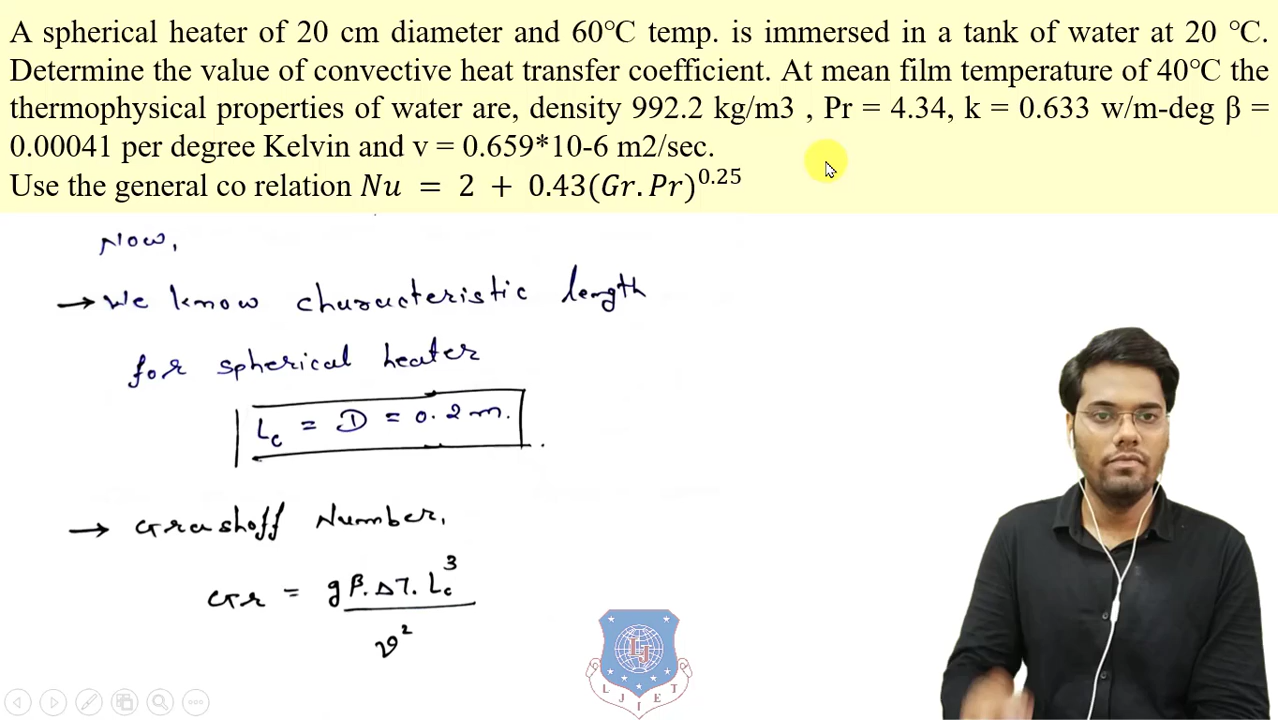 A spherical heater of 20 cm diameter and 60°C temp. is immersed in a tank of water at 20 °C.
Determine the value of convective heat transfer coefficient. At mean film temperature of 40°C the
thermophysical properties of water are, density 992.2 kg/m3 , Pr = 4.34, k = 0.633 w/m-deg β =
0.00041 per degree Kelvin and v = 0.659*10-6 m2/sec.
Use the general co relation Nu = 2 + 0.43(Gr.Pr)^0.25
Now,
→ We know characteristic length
for spherical heater
Lc = D = 0.2 m.
→ Grashoff Number,
Gr = gβ.ΔT.Lc³
ν²
LJ
LJIET